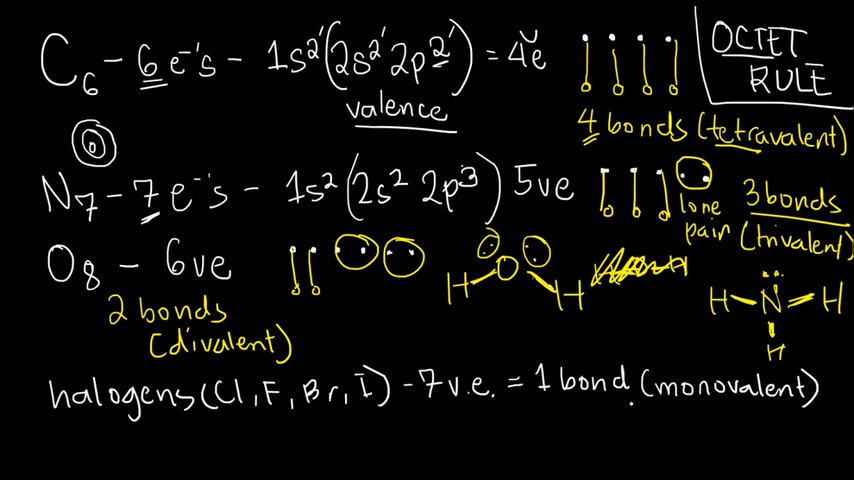 C₆ - 6e⁻'s - 1s²(2s² 2p²) = 4v̆e
OCTET
RULE
valence
4 bonds (tetravalent)
N7 - 7e⁻'s - 1s²(2s² 2p³) 5ve
lone
pair
3 bonds
(trivalent)
O₈ - 6ve
H O H
H-N-H
H
2 bonds
(divalent)
halogens (Cl, F, Br, I) - 7 v.e. = 1 bond. (monovalent)